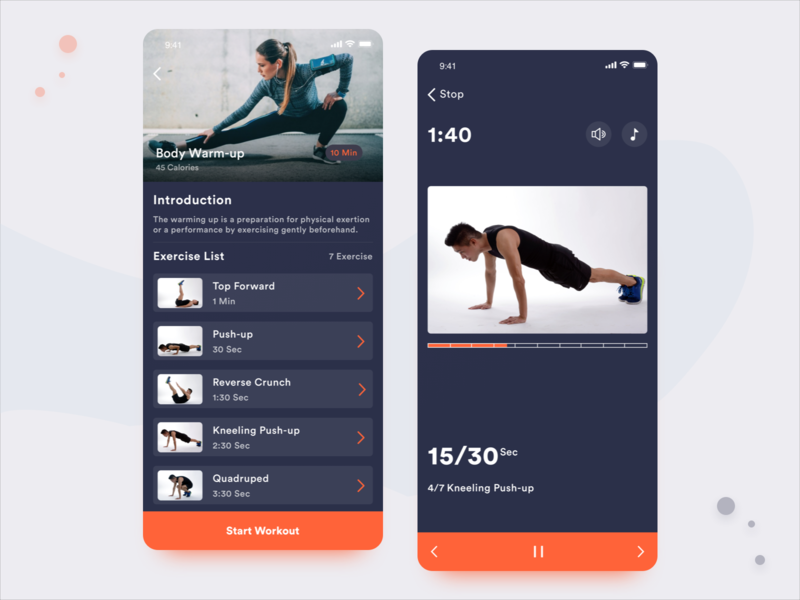 9:41
Body Warm-up
10 Min
45 Calories
Introduction
The warming up is a preparation for physical exertion
or a performance by exercising gently beforehand.
Exercise List
7 Exercise
Top Forward
1 Min
Push-up
30 Sec
Reverse Crunch
1:30 Sec
Kneeling Push-up
2:30 Sec
Quadruped
3:30 Sec
Start Workout
9:41
Stop
1:40
15/30 Sec
4/7 Kneeling Push-up